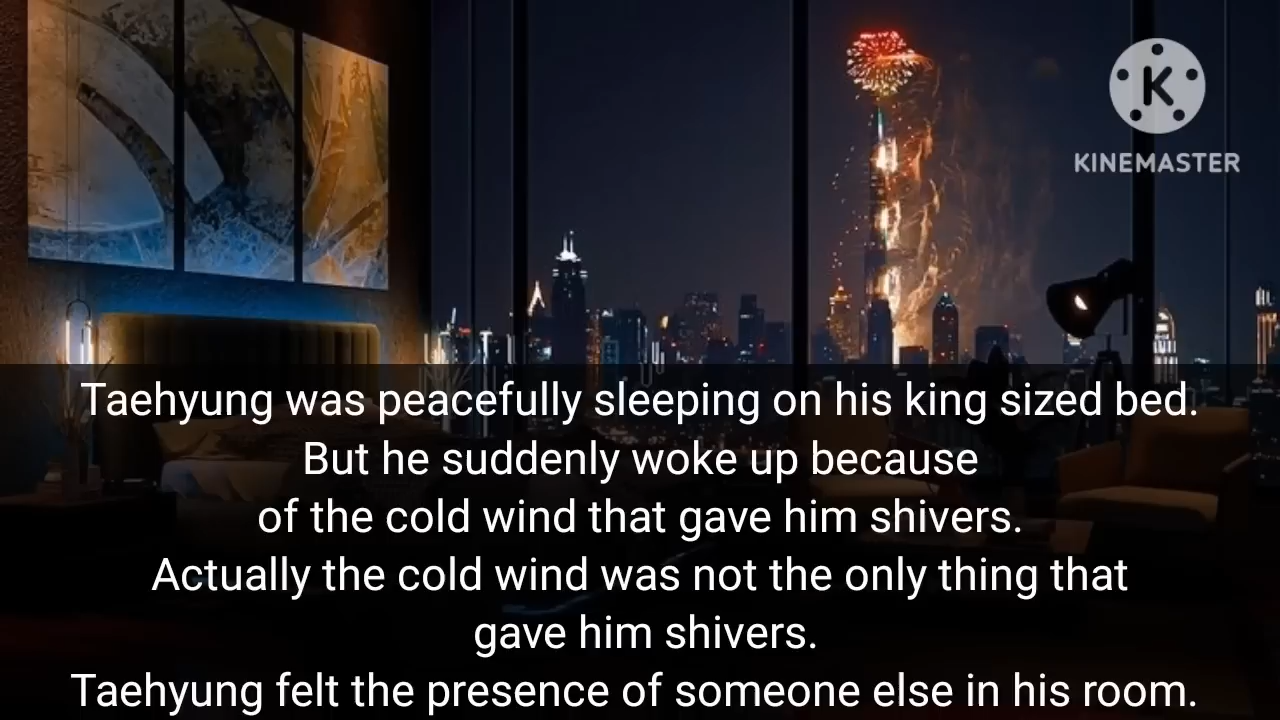 K
KINEMASTER
Taehyung was peacefully sleeping on his king sized bed.
But he suddenly woke up because
of the cold wind that gave him shivers.
Actually the cold wind was not the only thing that
gave him shivers.
Taehyung felt the presence of someone else in his room.